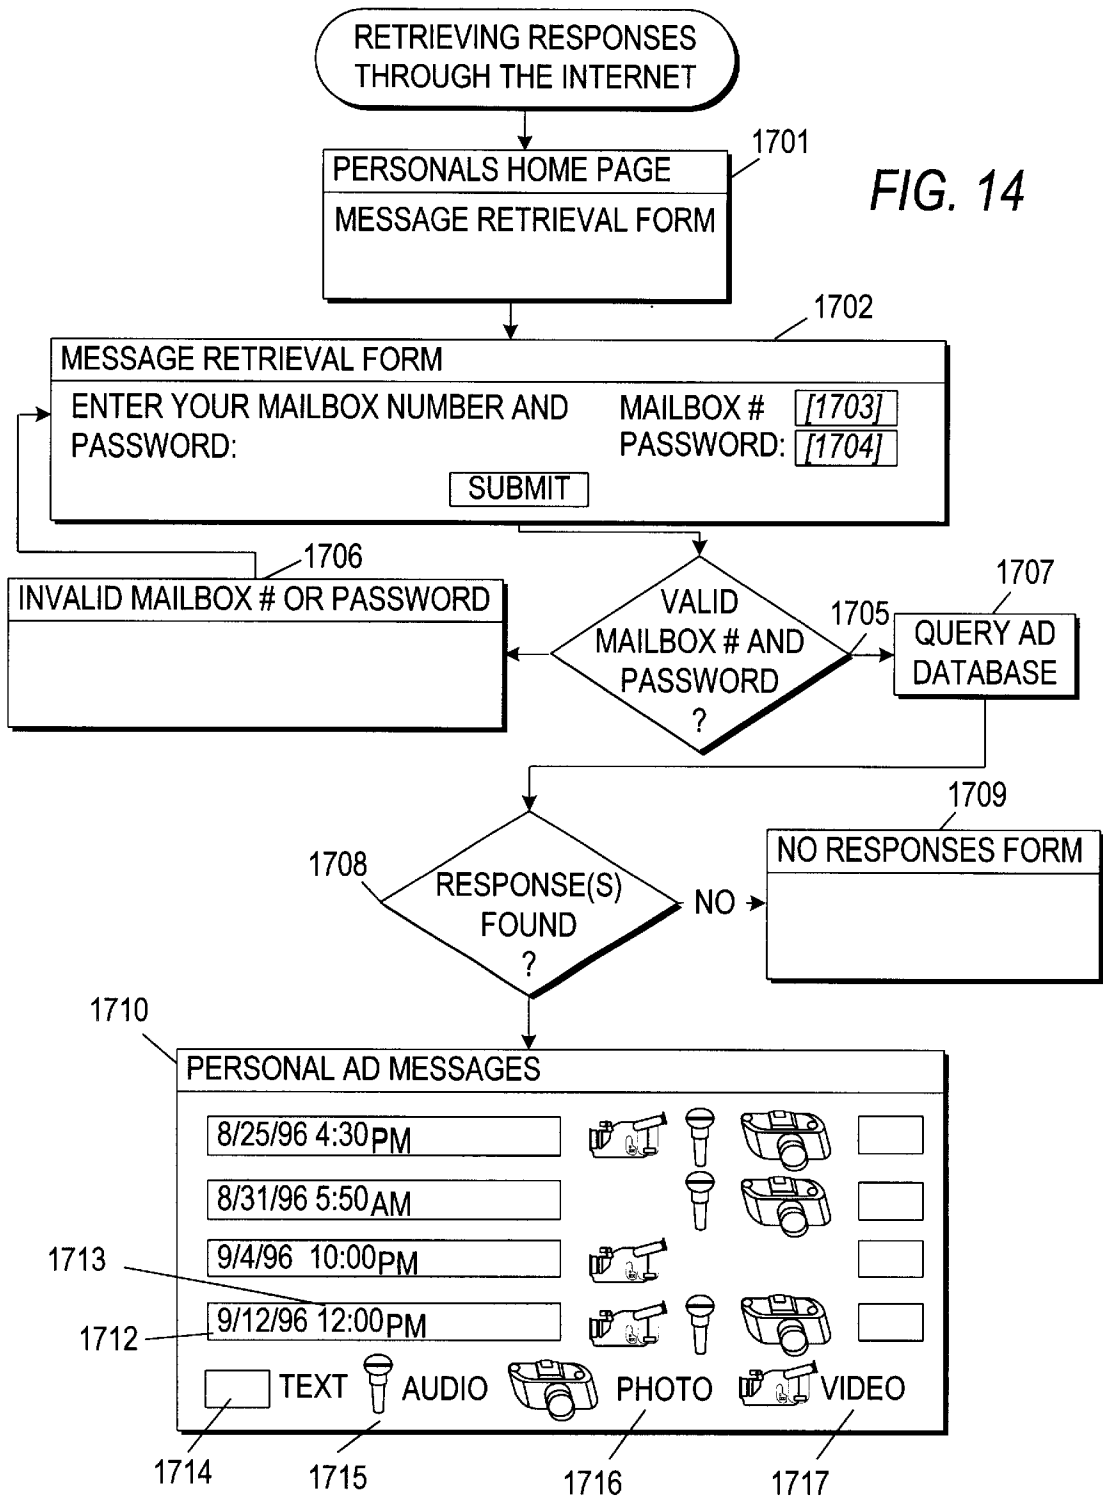 RETRIEVING RESPONSES
THROUGH THE INTERNET
1701
PERSONALS HOME PAGE
FIG. 14
MESSAGE RETRIEVAL FORM
1702
MESSAGE RETRIEVAL FORM
ENTER YOUR MAILBOX NUMBER AND
PASSWORD:
MAILBOX # [1703]
PASSWORD: [1704]
SUBMIT
1706
INVALID MAILBOX # OR PASSWORD
VALID
MAILBOX # AND
PASSWORD
?
1705
1707
QUERY AD
DATABASE
1709
NO RESPONSES FORM
1708
RESPONSE(S)
FOUND
?
NO
1710
PERSONAL AD MESSAGES
8/25/96 4:30PM
8/31/96 5:50AM
9/4/96 10:00PM
1713
9/12/96 12:00PM
1712
TEXT AUDIO PHOTO VIDEO
1714 1715 1716 1717